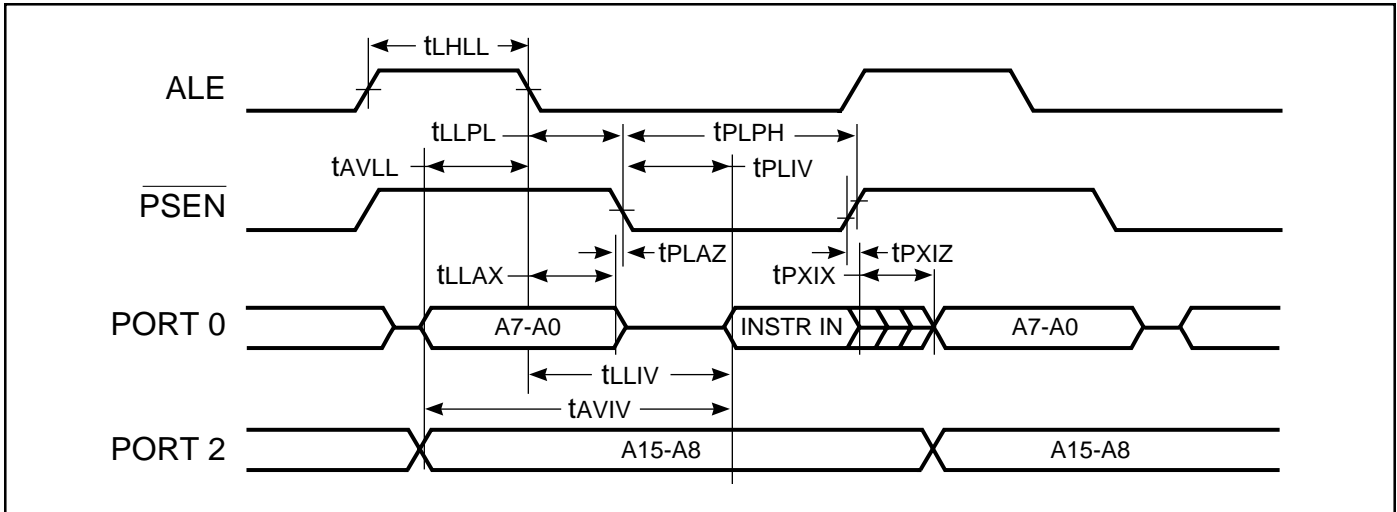 tLHLL
ALE
tLLPL
tPLPH
tAVLL
tPLIV
PSEN
tPLAZ
tPXIZ
tLLAX
tPXIX
PORT 0
A7-A0
INSTR IN
A7-A0
tLLIV
tAVIV
PORT 2
A15-A8
A15-A8